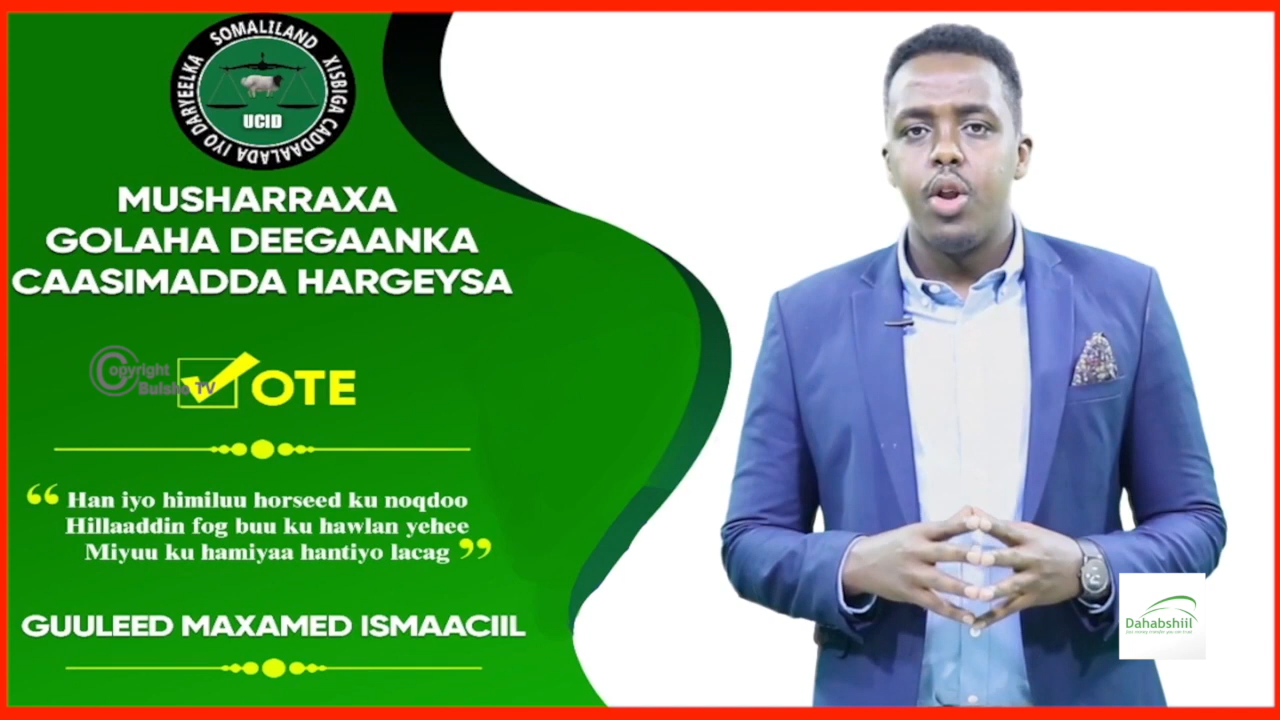 SOMALILAND
XISBIGA CADDAALADA IYO DARYEELKA
UCID
MUSHARRAXA
GOLAHA DEEGAANKA
CAASIMADDA HARGEYSA
Copyright
Bulsho TV
VOTE
“ Han iyo himiluu horseed ku noqdoo
Hillaaddin fog buu ku hawlan yehee
Miyuu ku hamiyaa hantiyo lacag ”
GUULEED MAXAMED ISMAACIIL
Dahabshiil